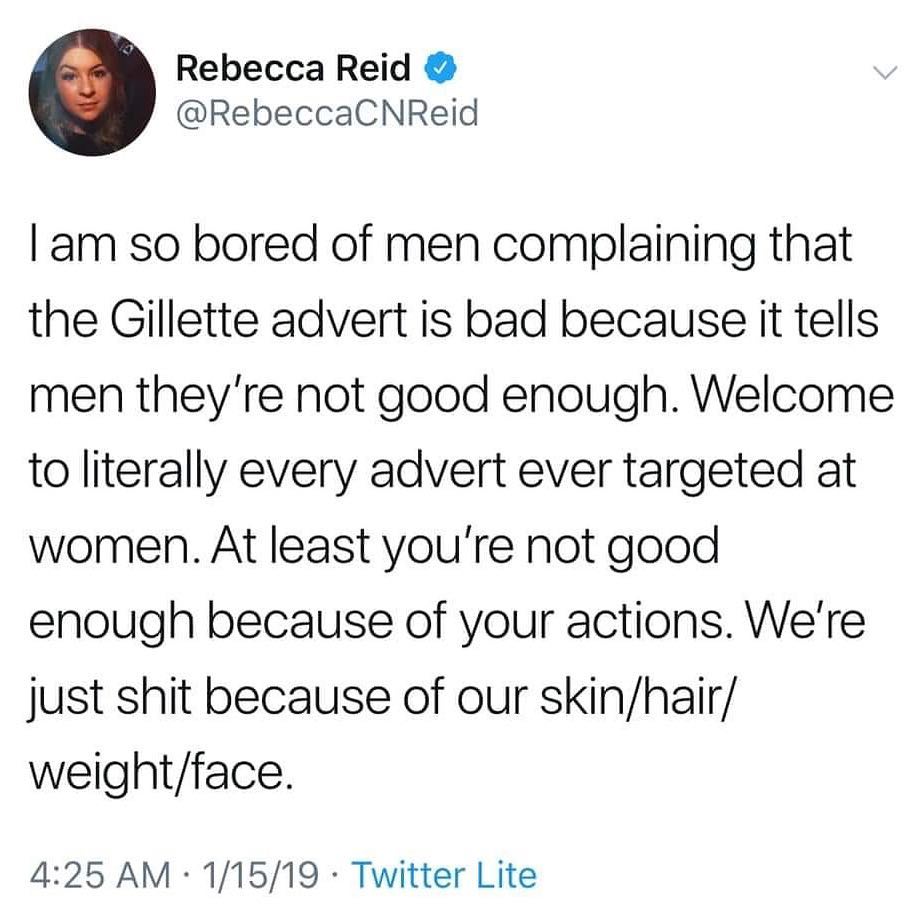 Rebecca Reid
@RebeccaCNReid
I am so bored of men complaining that
the Gillette advert is bad because it tells
men they're not good enough. Welcome
to literally every advert ever targeted at
women. At least you're not good
enough because of your actions. We're
just shit because of our skin/hair/
weight/face.
4:25 AM · 1/15/19 · Twitter Lite